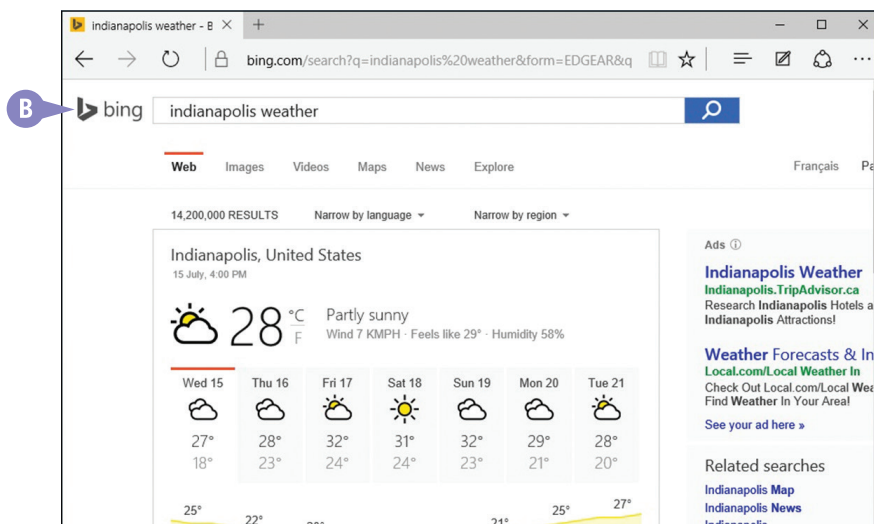 indianapolis weather - B
bing.com/search?q=indianapolis%20weather&form=EDGEAR&q
B
bing
indianapolis weather
Web Images Videos Maps News Explore Français
14,200,000 RESULTS Narrow by language Narrow by region
Indianapolis, United States
15 July, 4:00 PM
28 °C F
Partly sunny
Wind 7 KMPH · Feels like 29° · Humidity 58%
Wed 15 Thu 16 Fri 17 Sat 18 Sun 19 Mon 20 Tue 21
27° 28° 32° 31° 32° 29° 28°
18° 23° 24° 24° 23° 21° 20°
25° 22° 21° 25° 27°
Ads
Indianapolis Weather
Indianapolis.TripAdvisor.ca
Research Indianapolis Hotels
Indianapolis Attractions!
Weather Forecasts &
Local.com/Local Weather In
Check Out Local.com/Local
Find Weather In Your Area!
See your ad here »
Related searches
Indianapolis Map
Indianapolis News